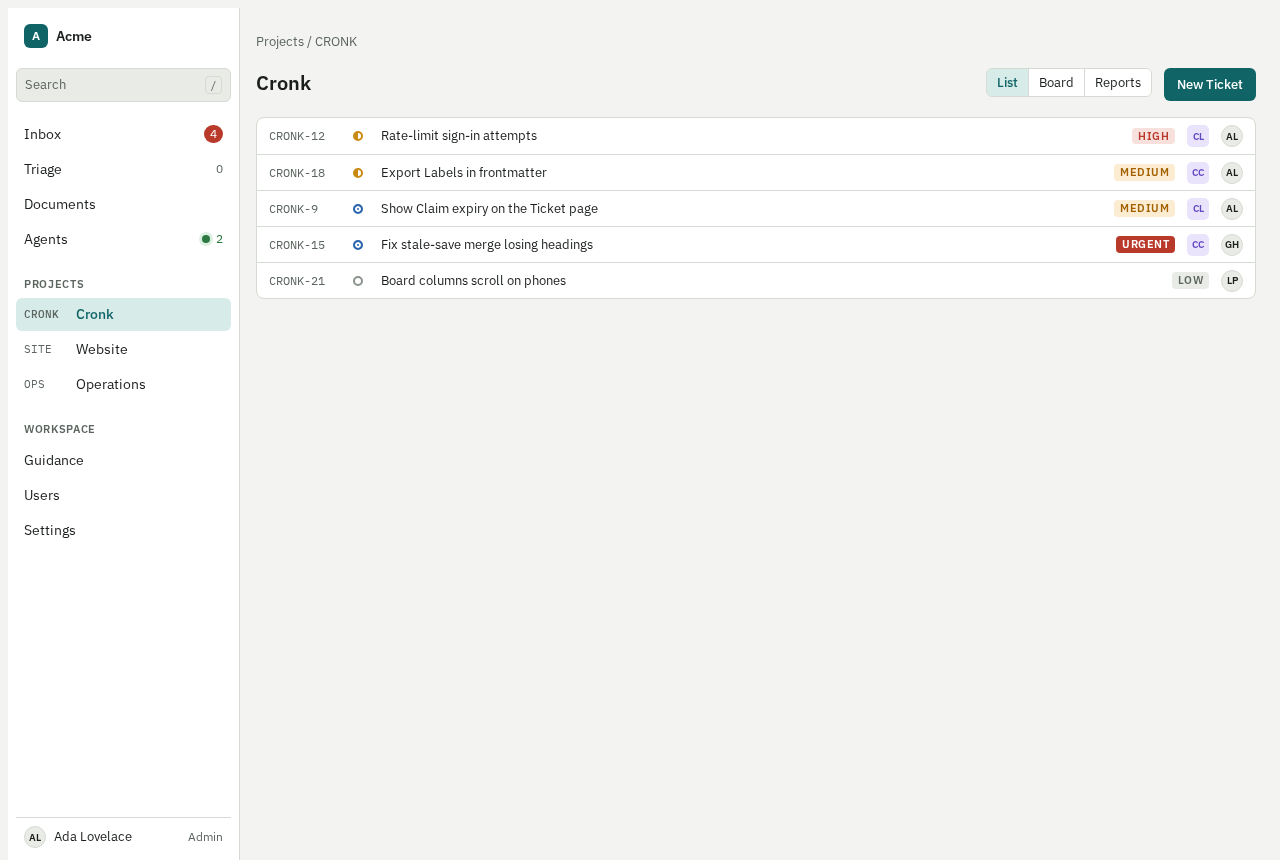 A Acme
Search /
Inbox 4
Triage 0
Documents
Agents 2
PROJECTS
CRONK Cronk
SITE Website
OPS Operations
WORKSPACE
Guidance
Users
Settings
AL Ada Lovelace Admin
Projects / CRONK
Cronk List Board Reports New Ticket
CRONK-12 Rate-limit sign-in attempts HIGH CL AL
CRONK-18 Export Labels in frontmatter MEDIUM CC AL
CRONK-9 Show Claim expiry on the Ticket page MEDIUM CL AL
CRONK-15 Fix stale-save merge losing headings URGENT CC GH
CRONK-21 Board columns scroll on phones LOW LP